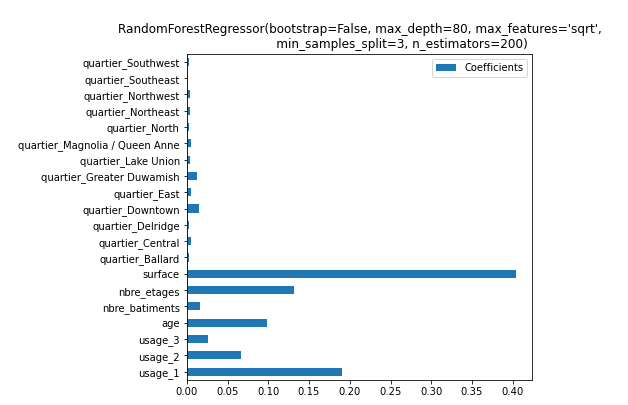 RandomForestRegressor(bootstrap=False, max_depth=80, max_features='sqrt',
min_samples_split=3, n_estimators=200)
Coefficients
quartier_Southwest
quartier_Southeast
quartier_Northwest
quartier_Northeast
quartier_North
quartier_Magnolia / Queen Anne
quartier_Lake Union
quartier_Greater Duwamish
quartier_East
quartier_Downtown
quartier_Delridge
quartier_Central
quartier_Ballard
surface
nbre_etages
nbre_batiments
age
usage_3
usage_2
usage_1
0.00 0.05 0.10 0.15 0.20 0.25 0.30 0.35 0.40